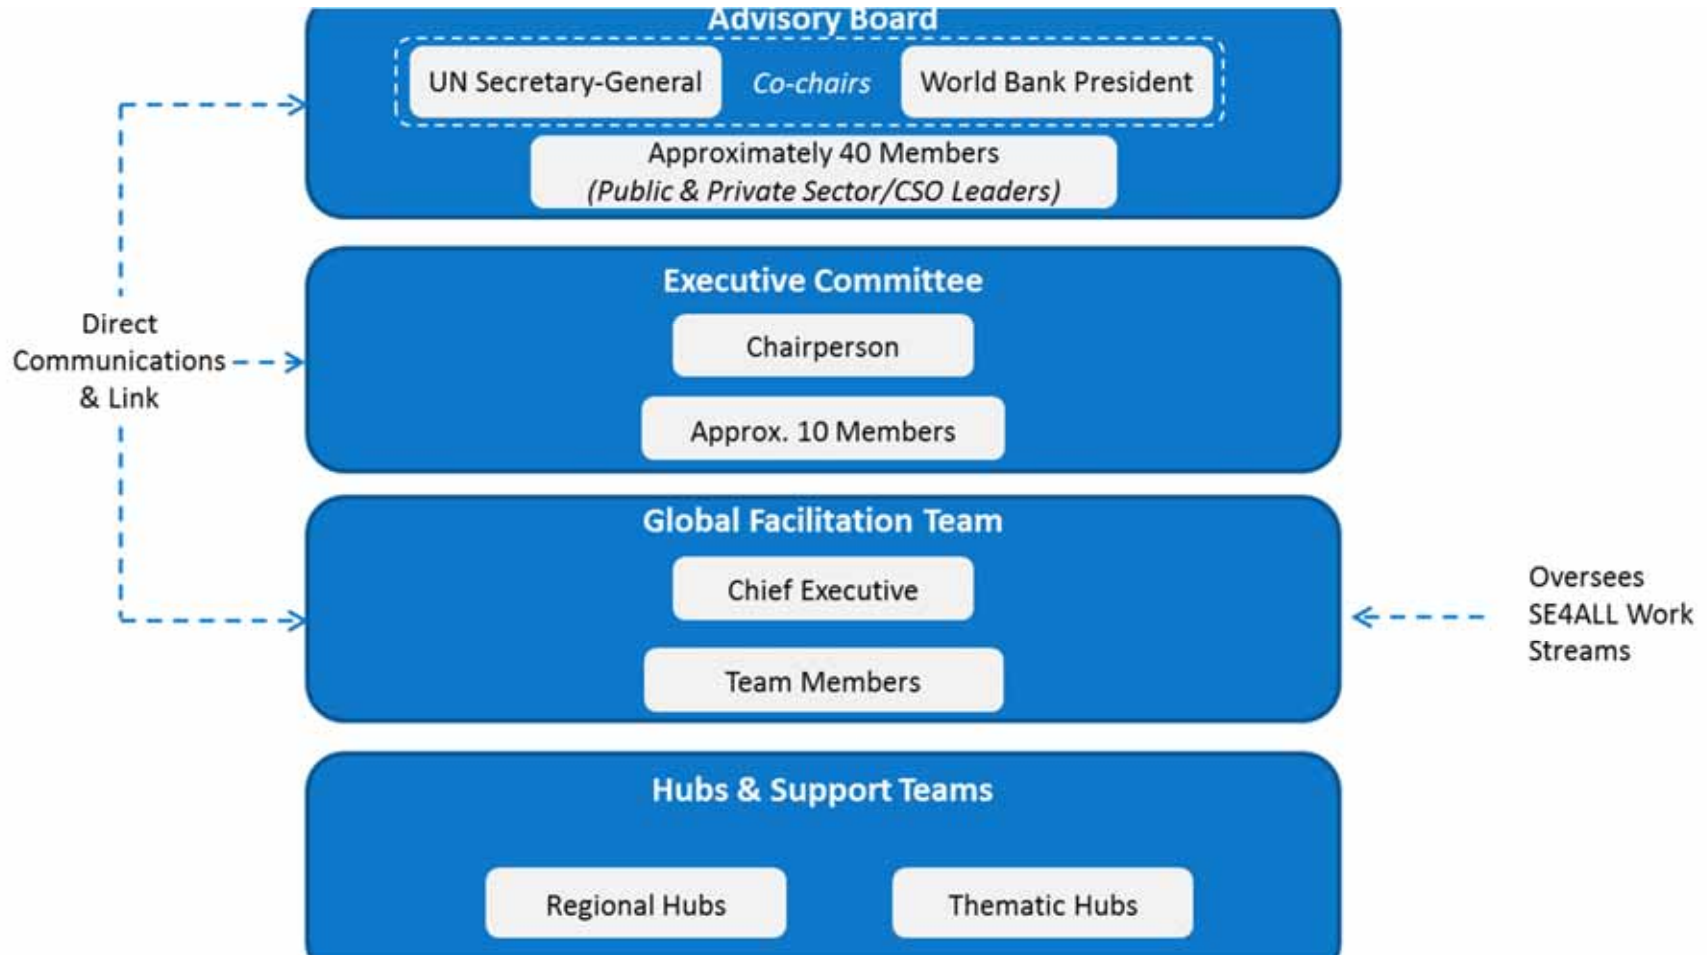 Advisory Board
UN Secretary-General Co-chairs World Bank President
Approximately 40 Members
(Public & Private Sector/CSO Leaders)
Executive Committee
Chairperson
Approx. 10 Members
Direct
Communications
& Link
Global Facilitation Team
Chief Executive
Team Members
Oversees
SE4ALL Work
Streams
Hubs & Support Teams
Regional Hubs
Thematic Hubs